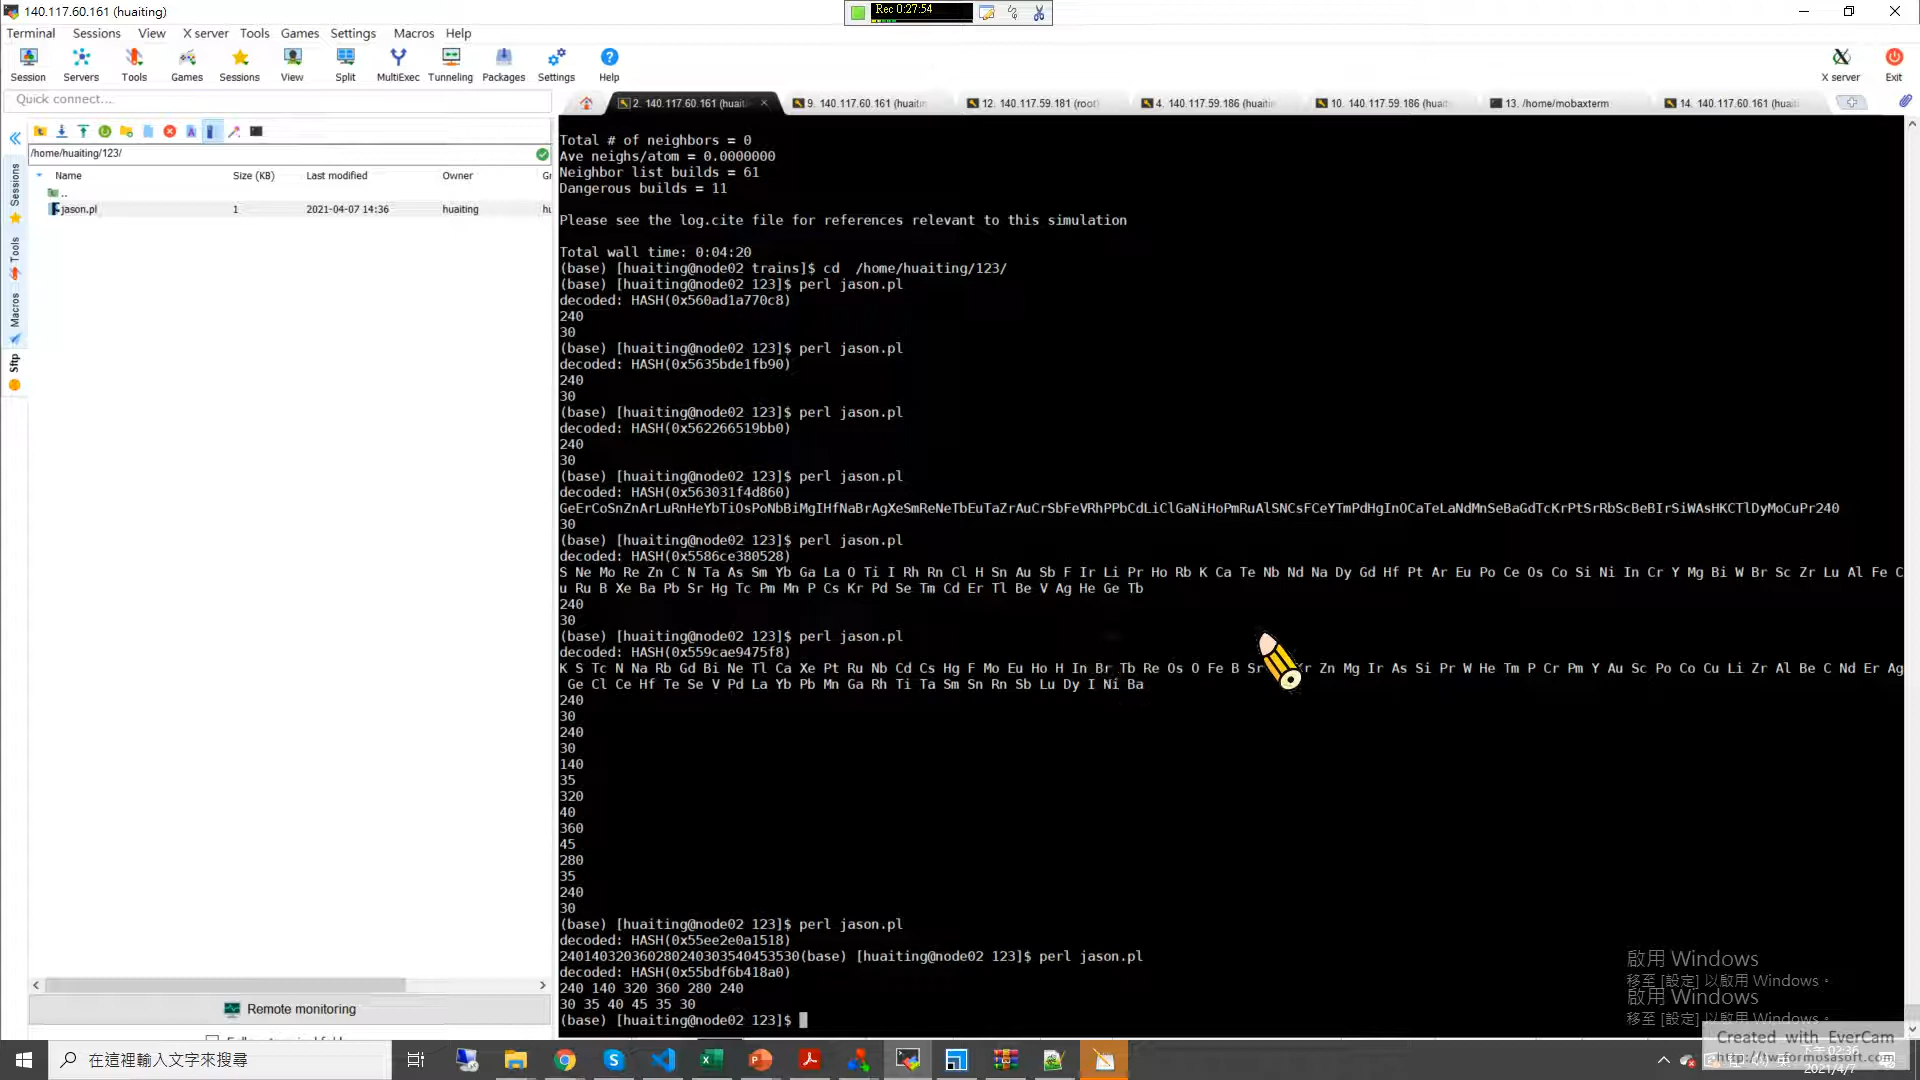 140.117.60.161 (huaiting)
Rec 0:27:54
Terminal Sessions View X server Tools Games Settings Macros Help
Session Servers Tools Games Sessions View Split MultiExec Tunneling Packages Settings Help X server Exit
Quick connect...
2. 140.117.60.161 (huait 9. 140.117.60.161 (huaitin 12. 140.117.59.181 (root) 4. 140.117.59.186 (huaitin 10. 140.117.59.186 (huait 13. /home/mobaxterm 14. 140.117.60.161 (huai
/home/huaiting/123/
Name Size (KB) Last modified Owner Gr
..
jason.pl 1 2021-04-07 14:36 huaiting hu
Sessions
Tools
Macros
Sftp
Remote monitoring
Total # of neighbors = 0
Ave neighs/atom = 0.0000000
Neighbor list builds = 61
Dangerous builds = 11
Please see the log.cite file for references relevant to this simulation
Total wall time: 0:04:20
(base) [huaiting@node02 trains]$ cd  /home/huaiting/123/
(base) [huaiting@node02 123]$ perl jason.pl
decoded: HASH(0x560ad1a770c8)
240
30
(base) [huaiting@node02 123]$ perl jason.pl
decoded: HASH(0x5635bde1fb90)
240
30
(base) [huaiting@node02 123]$ perl jason.pl
decoded: HASH(0x562266519bb0)
240
30
(base) [huaiting@node02 123]$ perl jason.pl
decoded: HASH(0x563031f4d860)
GeErCoSnZnArLuRnHeYbTiOsPoNbBiMgIHfNaBrAgXeSmReNeTbEuTaZrAuCrSbFeVRhPPbCdLiClGaNiHoPmRuAlSNCsFCeYTmPdHgInOCaTeLaNdMnSeBaGdTcKrPtSrRbScBeBIrSiWAsHKCTlDyMoCuPr240
30
(base) [huaiting@node02 123]$ perl jason.pl
decoded: HASH(0x5586ce380528)
S Ne Mo Re Zn C N Ta As Sm Yb Ga La O Ti I Rh Rn Cl H Sn Au Sb F Ir Li Pr Ho Rb K Ca Te Nb Nd Na Dy Gd Hf Pt Ar Eu Po Ce Os Co Si Ni In Cr Y Mg Bi W Br Sc Zr Lu Al Fe C
u Ru B Xe Ba Pb Sr Hg Tc Pm Mn P Cs Kr Pd Se Tm Cd Er Tl Be V Ag He Ge Tb
240
30
(base) [huaiting@node02 123]$ perl jason.pl
decoded: HASH(0x559cae9475f8)
K S Tc N Na Rb Gd Bi Ne Tl Ca Xe Pt Ru Nb Cd Cs Hg F Mo Eu Ho H In Br Tb Re Os O Fe B Sr r Zn Mg Ir As Si Pr W He Tm P Cr Pm Y Au Sc Po Co Cu Li Zr Al Be C Nd Er Ag
Ge Cl Ce Hf Te Se V Pd La Yb Pb Mn Ga Rh Ti Ta Sm Sn Rn Sb Lu Dy I Ni Ba
240
30
240
30
140
35
320
40
360
45
280
35
240
30
(base) [huaiting@node02 123]$ perl jason.pl
decoded: HASH(0x55ee2e0a1518)
240140320360280240303540453530(base) [huaiting@node02 123]$ perl jason.pl
decoded: HASH(0x55bdf6b418a0)
240 140 320 360 280 240
30 35 40 45 35 30
(base) [huaiting@node02 123]$
啟用 Windows
移至 [設定] 以啟用 Windows。
啟用 Windows
移至 [設定] 以啟用 Windows。
Created with EverCam
http://twformosasoft.com
在這裡輸入文字來搜尋
2021/4/7